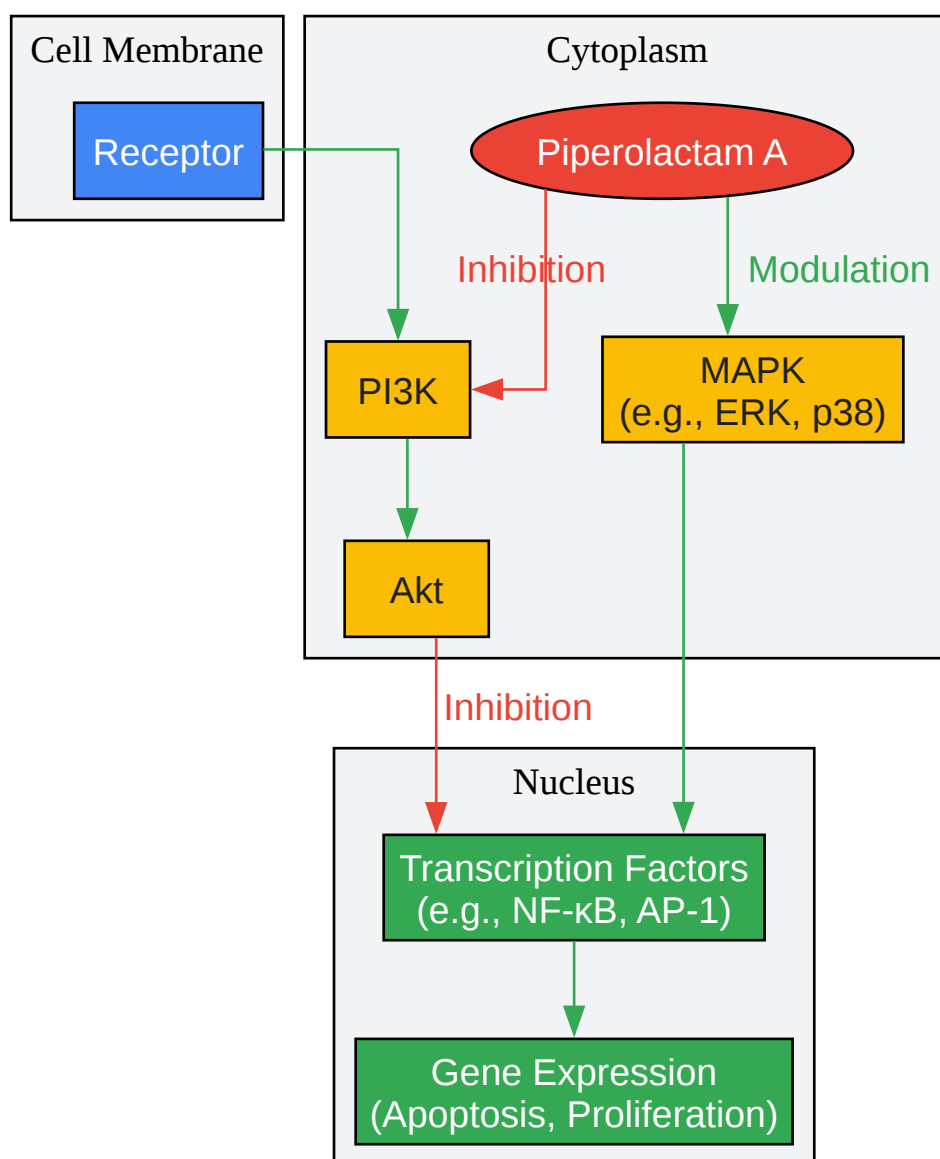 Cell Membrane
Cytoplasm
Receptor
Piperolactam A
Inhibition
Modulation
PI3K
MAPK
(e.g., ERK, p38)
Akt
Inhibition
Nucleus
Transcription Factors
(e.g., NF-κB, AP-1)
Gene Expression
(Apoptosis, Proliferation)